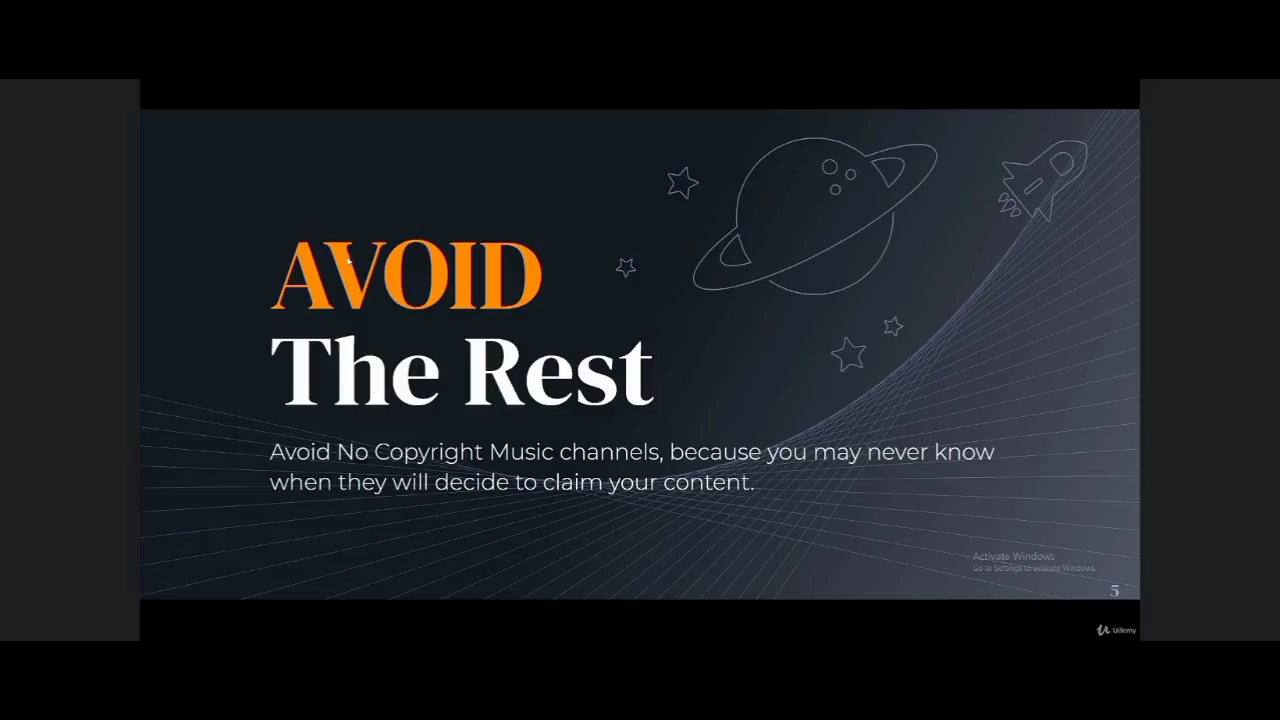 AVOID
The Rest
Avoid No Copyright Music channels, because you may never know
when they will decide to claim your content.
Activate Windows
Go to Settings to activate Windows.
5
Udemy